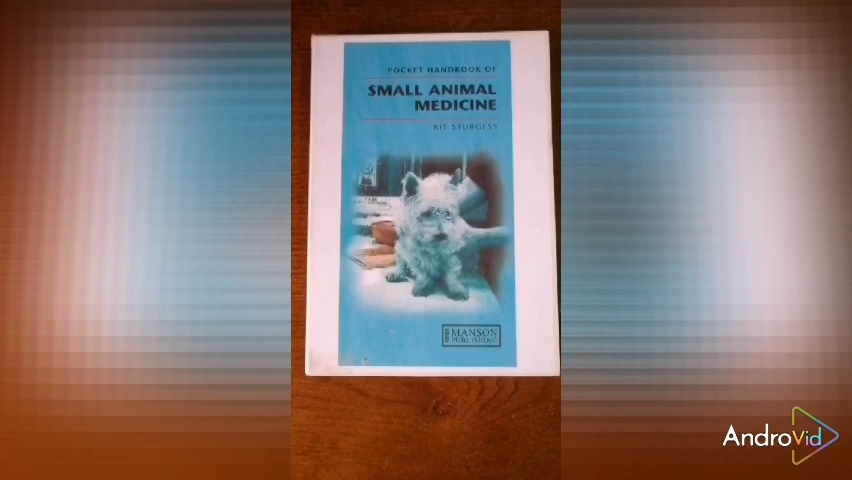 POCKET HANDBOOK OF
SMALL ANIMAL
MEDICINE
KIT STURGESS
MANSON
PUBLISHING
AndroVid